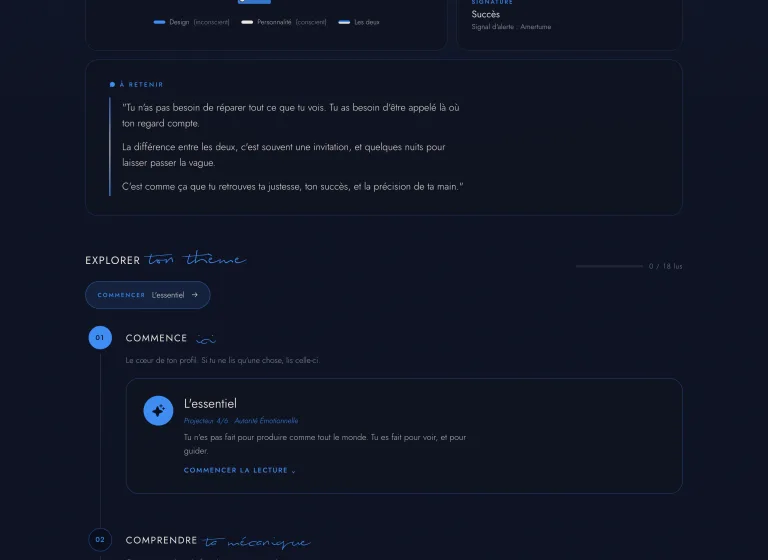 SIGNATURE
Design (inconscient) Personnalité (conscient) Les deux
Succès
Signal d'alerte · Amertume
À RETENIR
"Tu n'as pas besoin de réparer tout ce que tu vois. Tu as besoin d'être appelé là où
ton regard compte.
La différence entre les deux, c'est souvent une invitation, et quelques nuits pour
laisser passer la vague.
C'est comme ça que tu retrouves ta justesse, ton succès, et la précision de ta main."
EXPLORER ton thème
0 / 18 lus
COMMENCER L'essentiel →
01 COMMENCE ici
Le cœur de ton profil. Si tu ne lis qu'une chose, lis celle-ci.
L'essentiel
Projecteur 4/6 · Autorité Émotionnelle
Tu n'es pas fait pour produire comme tout le monde. Tu es fait pour voir, et pour
guider.
COMMENCER LA LECTURE
02 COMPRENDRE ta mécanique